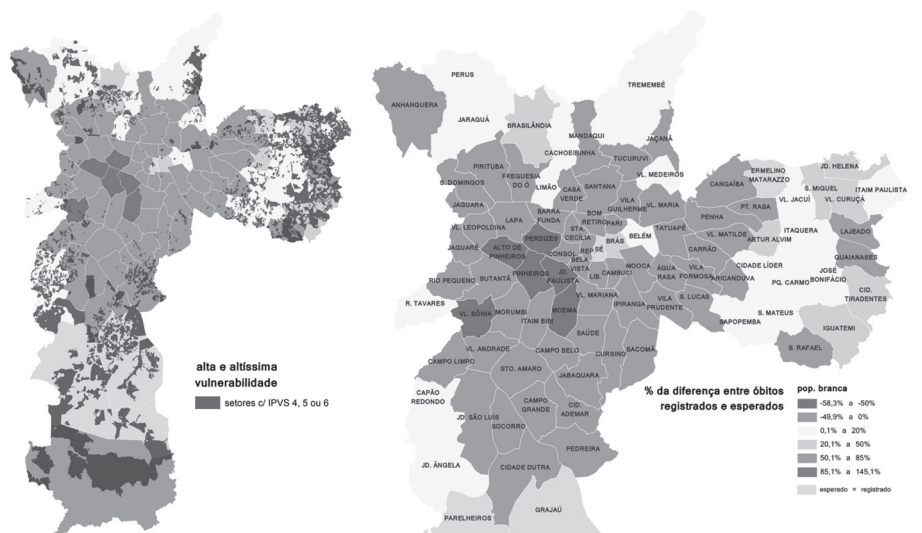 alta e altíssima
vulnerabilidade
setores c/ IPVS 4, 5 ou 6
PERUS
TREMEMBÉ
ANHANGUERA
JARAGUÁ
BRASILÂNDIA
MANDAQUI
JAÇANÃ
CACHOEIRINHA
TUCURUVI
PIRITUBA
FREGUESIA
DO Ó
LIMÃO
VL. MEDEIROS
S. DOMINGOS
CASA
VERDE
SANTANA
CANGAÍBA
ERMELINO
MATARAZZO
JD. HELENA
S. MIGUEL
ITAIM PAULISTA
VL. JACUÍ
VL. CURUÇÁ
JAGUARA
VILA
GUILHERME
VL. MARIA
PT. RASA
LAPA
BARRA
FUNDA
BOM
RETIRO
PARI
PENHA
VL. LEOPOLDINA
STA.
CECÍLIA
BRÁS
BELÉM
TATUAPÉ
VL. MATILDE
ARTUR ALVIM
ITAQUERA
LAJEADO
PERDIZES
JAGUARÉ
ALTO DE
PINHEIROS
CONSOL.
REP.
SÉ
BELA
VISTA
MOOCA
CARRÃO
GUAIANASES
CIDADE LÍDER
JOSÉ
BONIFÁCIO
RIO PEQUENO
BUTANTÃ
PINHEIROS
JD.
PAULISTA
LIB.
CAMBUCI
ÁGUA
RASA
VILA
FORMOSA
ARICANDUVA
PQ. CARMO
CID.
TIRADENTES
R. TAVARES
VL. SÔNIA
MORUMBI
ITAIM BIBI
MOEMA
VL. MARIANA
IPIRANGA
VILA
PRUDENTE
S. LUCAS
SAPOPEMBA
S. MATEUS
IGUATEMI
SAÚDE
S. RAFAEL
VL. ANDRADE
CAMPO BELO
CURSINO
SACOMÃ
CAMPO LIMPO
STO. AMARO
JABAQUARA
CAPÃO
REDONDO
CAMPO
GRANDE
CID.
ADEMAR
JD. SÃO LUÍS
SOCORRO
PEDREIRA
JD. ÂNGELA
CIDADE DUTRA
PARELHEIROS
GRAJAÚ
% da diferença entre óbitos
registrados e esperados
pop. branca
-58,3% a -50%
-49,9% a 0%
0,1% a 20%
20,1% a 50%
50,1% a 85%
85,1% a 145,1%
esperado = registrado